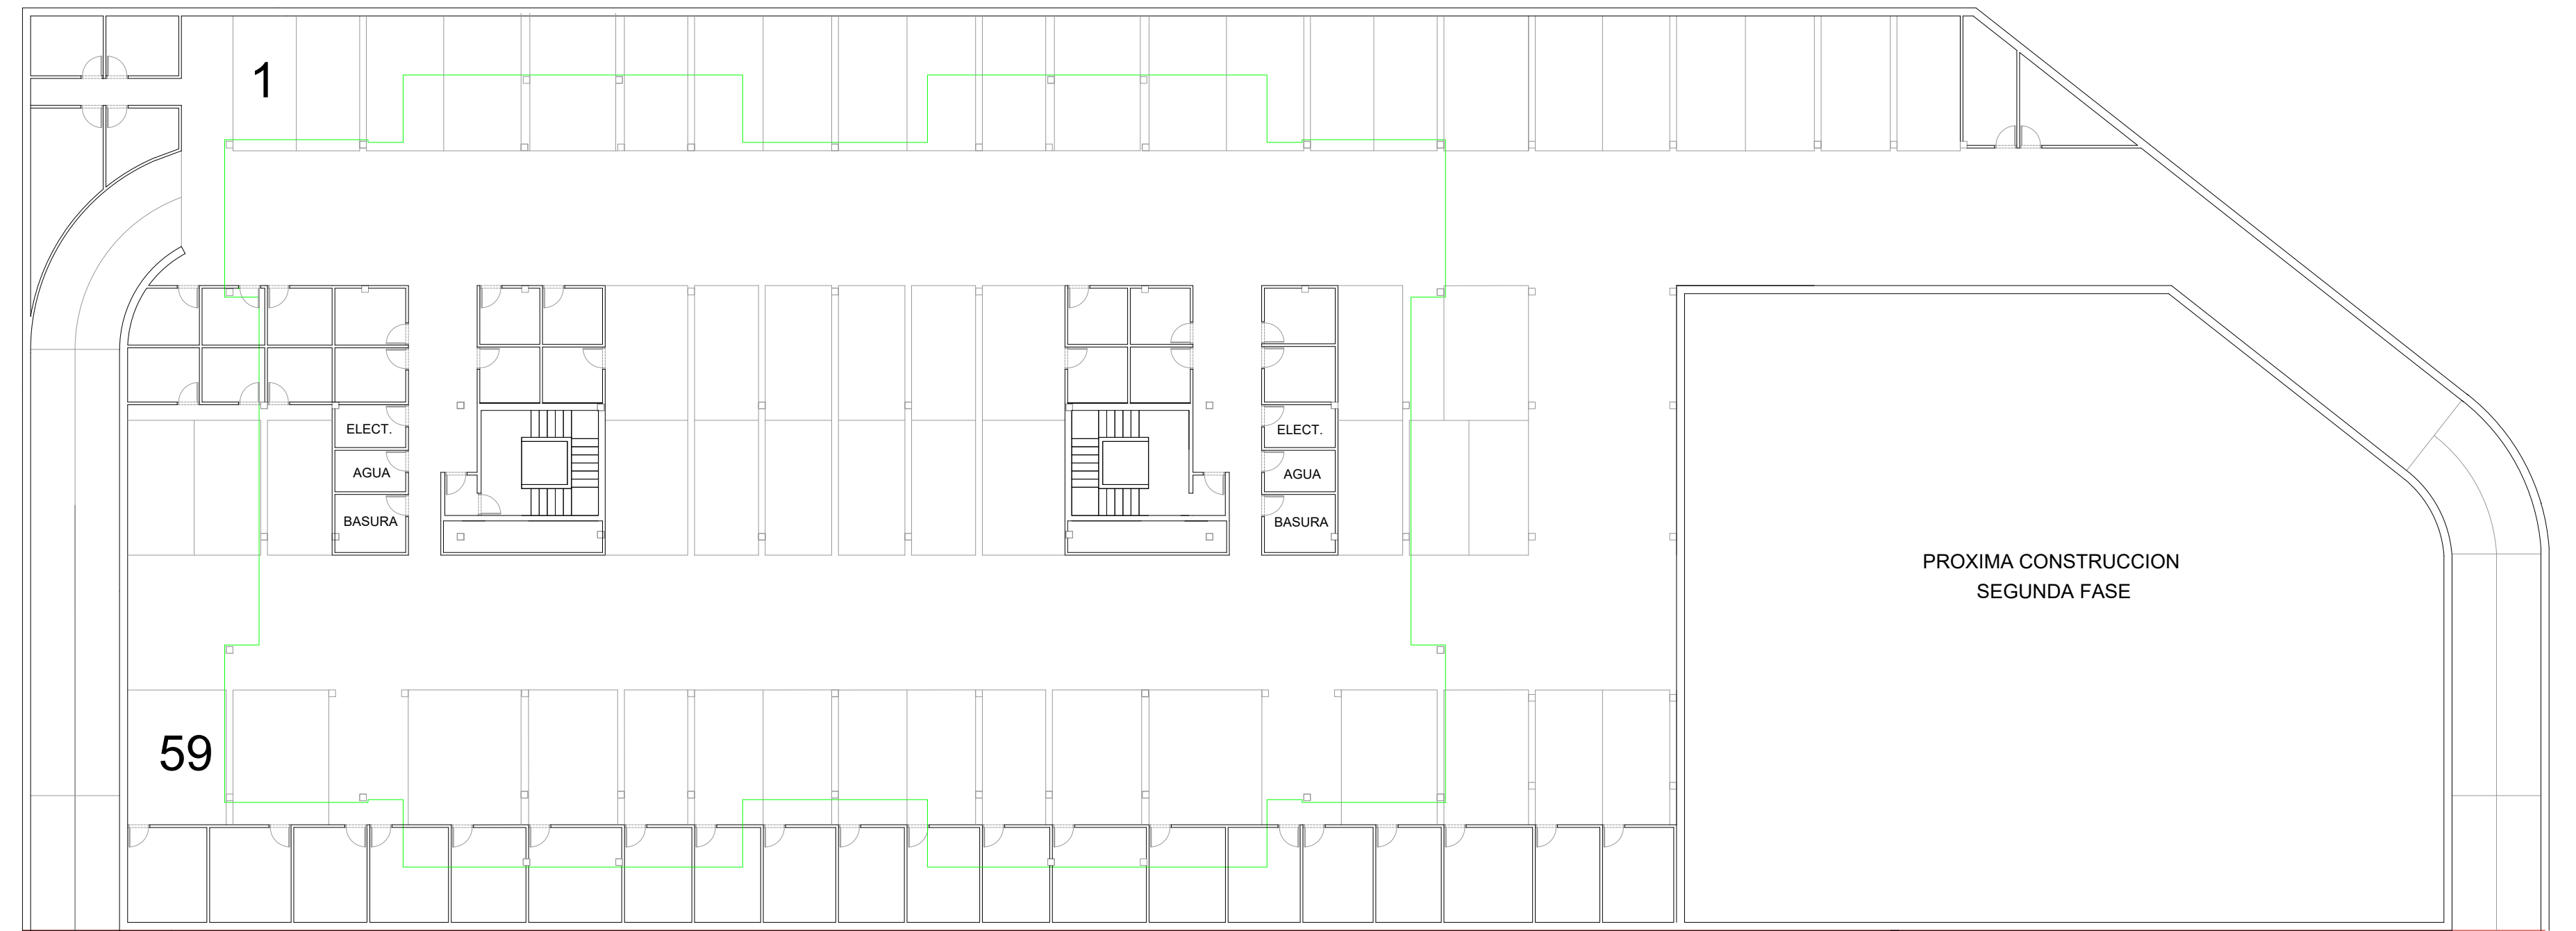 1
ELECT.
AGUA
BASURA
ELECT.
AGUA
BASURA
PROXIMA CONSTRUCCION
SEGUNDA FASE
59